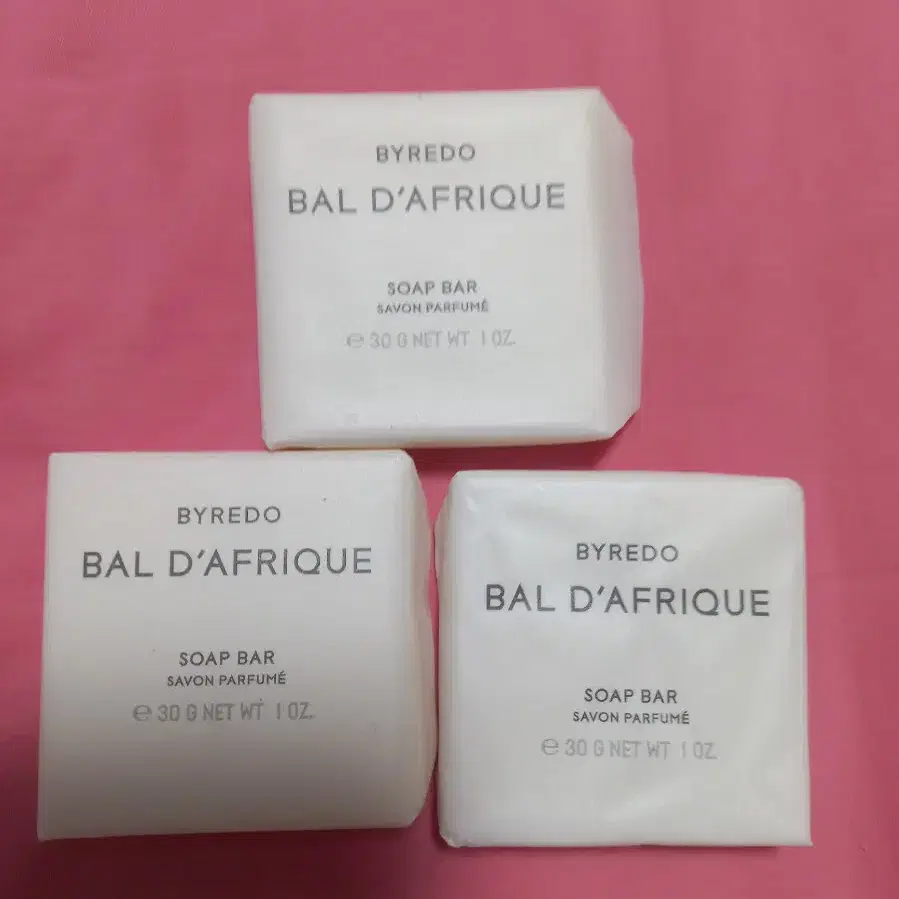 BYREDO
BAL D'AFRIQUE
SOAP BAR
SAVON PARFUMÉ
℮ 30 G NET WT 1 OZ.
BYREDO
BAL D'AFRIQUE
SOAP BAR
SAVON PARFUMÉ
℮ 30 G NET WT 1 OZ.
BYREDO
BAL D'AFRIQUE
SOAP BAR
SAVON PARFUMÉ
℮ 30 G NET WT 1 OZ.